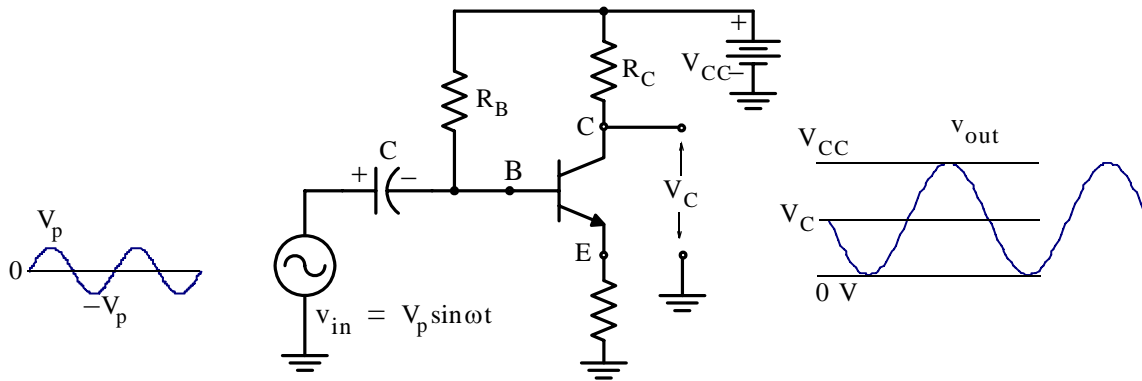 +
V_CC −
R_C
R_B
C
C
+ −
B
V_C
E
V_p
0
−V_p
v_in = V_p sinωt
V_CC
v_out
V_C
0 V